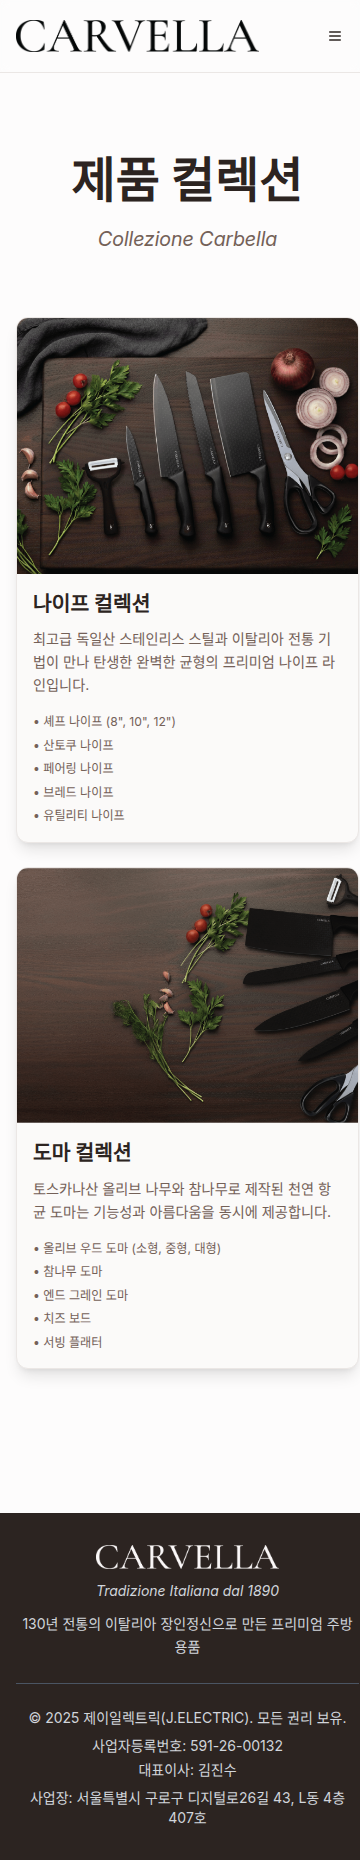 CARVELLA
제품 컬렉션
Collezione Carbella
나이프 컬렉션
최고급 독일산 스테인리스 스틸과 이탈리아 전통 기
법이 만나 탄생한 완벽한 균형의 프리미엄 나이프 라
인입니다.
• 셰프 나이프 (8", 10", 12")
• 산토쿠 나이프
• 페어링 나이프
• 브레드 나이프
• 유틸리티 나이프
도마 컬렉션
토스카나산 올리브 나무와 참나무로 제작된 천연 항
균 도마는 기능성과 아름다움을 동시에 제공합니다.
• 올리브 우드 도마 (소형, 중형, 대형)
• 참나무 도마
• 엔드 그레인 도마
• 치즈 보드
• 서빙 플래터
CARVELLA
Tradizione Italiana dal 1890
130년 전통의 이탈리아 장인정신으로 만든 프리미엄 주방
용품
© 2025 제이일렉트릭(J.ELECTRIC). 모든 권리 보유.
사업자등록번호: 591-26-00132
대표이사: 김진수
사업장: 서울특별시 구로구 디지털로26길 43, L동 4층
407호